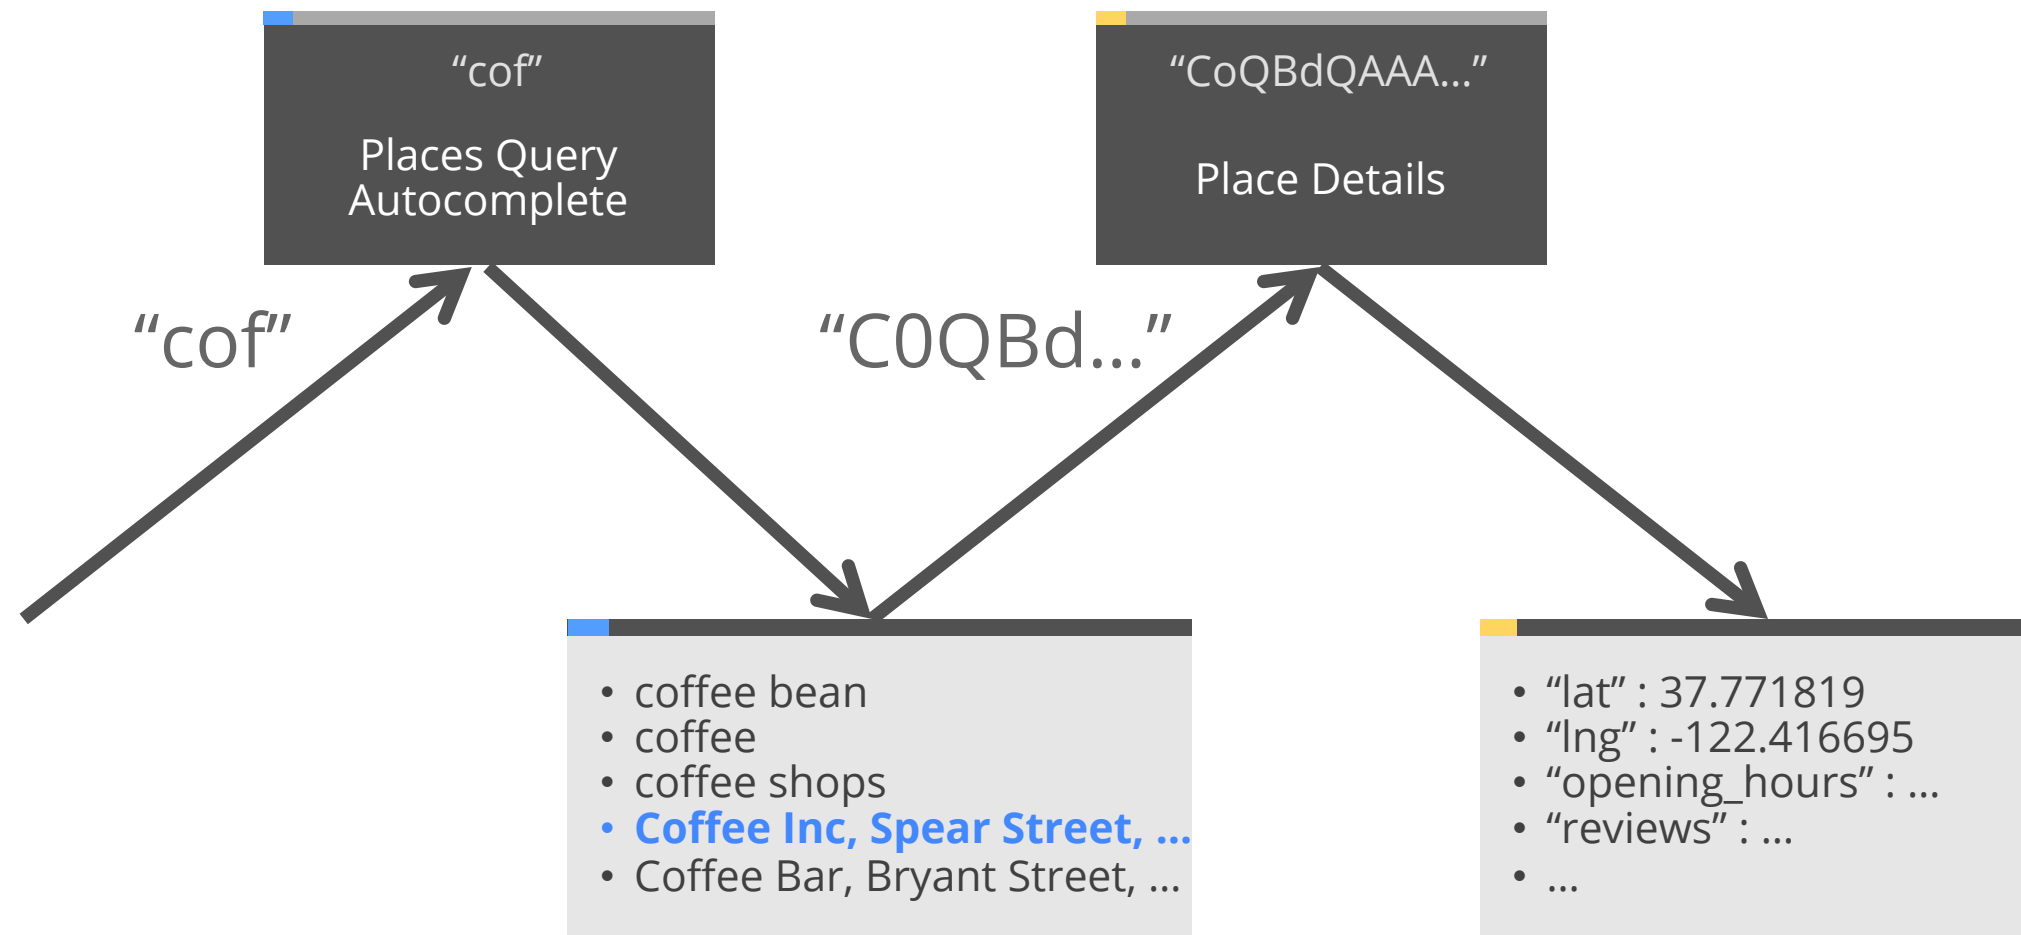 “cof”
Places Query
Autocomplete
“CoQBdQAAA...”
Place Details
“cof”
“C0QBd...”
• coffee bean
• coffee
• coffee shops
• Coffee Inc, Spear Street, ...
• Coffee Bar, Bryant Street, ...
• “lat” : 37.771819
• “lng” : -122.416695
• “opening_hours” : ...
• “reviews” : ...
• ...